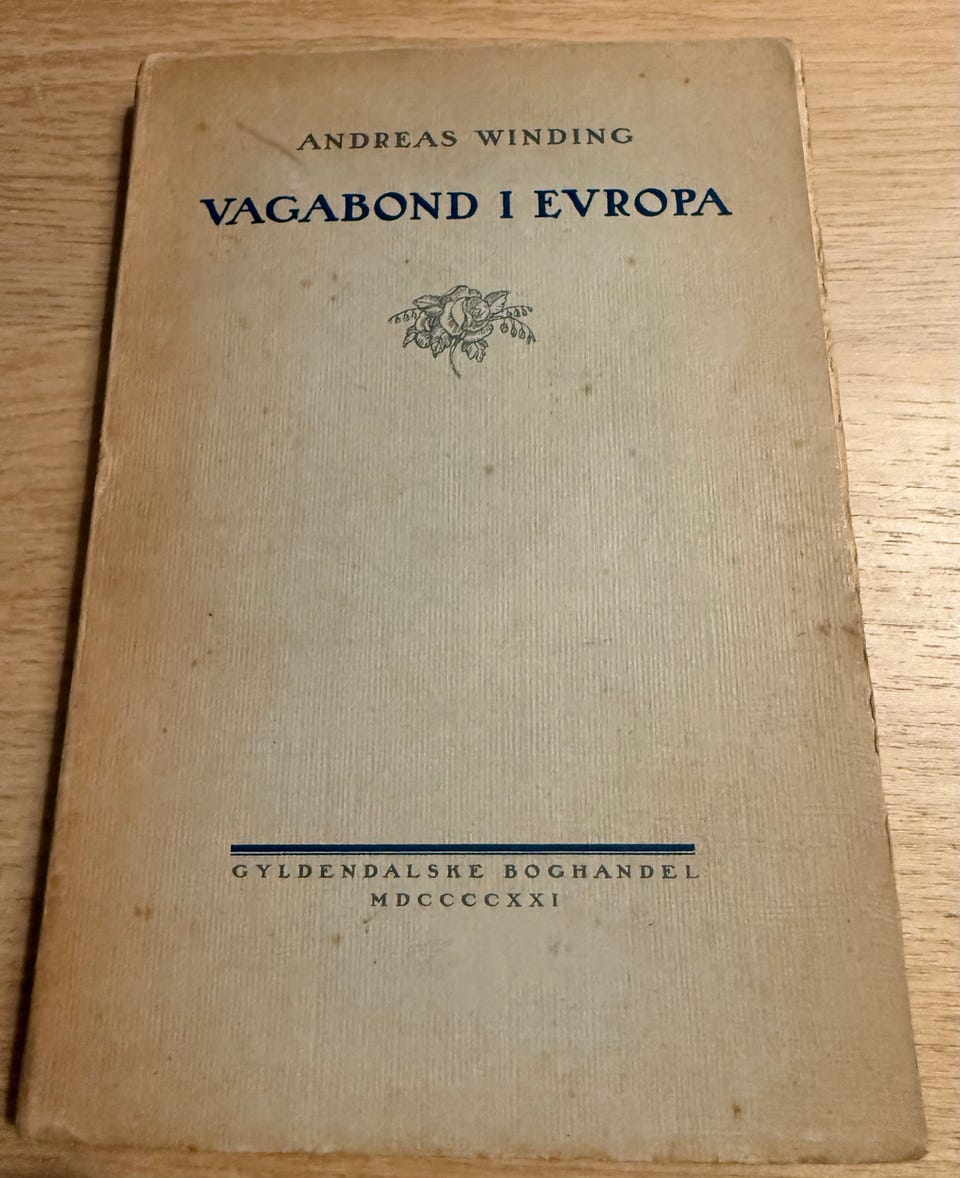 ANDREAS WINDING
VAGABOND I EVROPA
GYLDENDALSKE BOGHANDEL
MDCCCCXXI